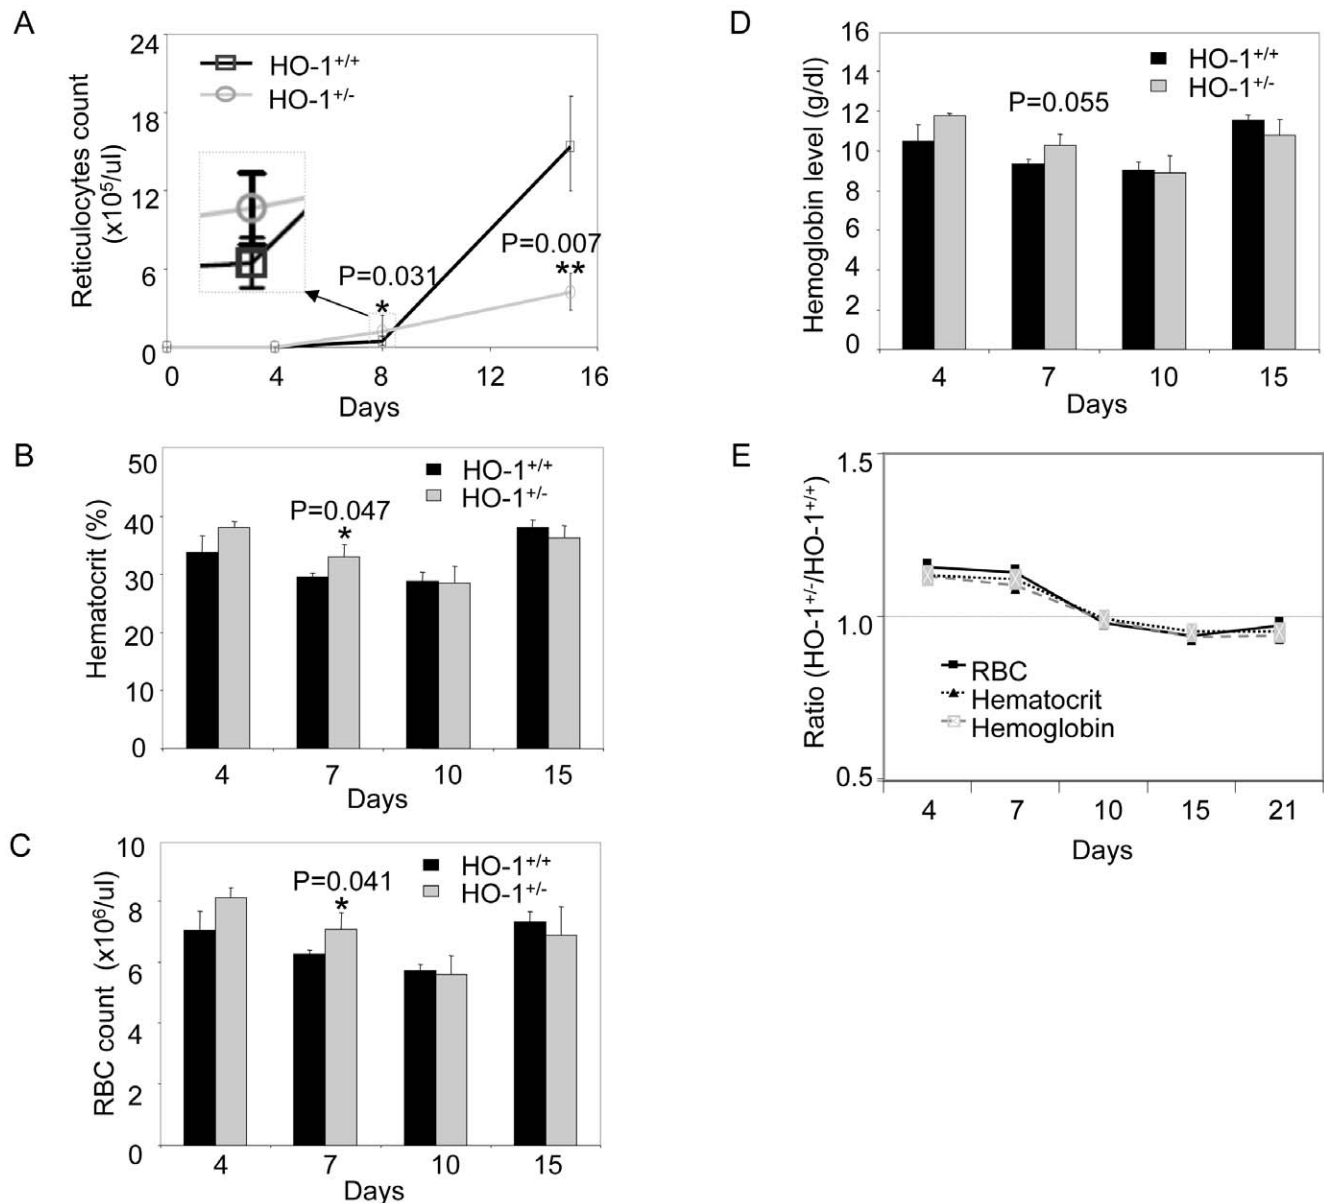 A
Reticulocytes count
(x10⁵/ul)
24
18
12
6
0
HO-1⁺/⁺
HO-1⁺/⁻
P=0.031
*
P=0.007
**
0 4 8 12 16
Days
B
Hematocrit (%)
50
40
30
20
10
0
HO-1⁺/⁺
HO-1⁺/⁻
P=0.047
*
4 7 10 15
Days
C
RBC count (x10⁶/ul)
10
8
6
4
2
0
HO-1⁺/⁺
HO-1⁺/⁻
P=0.041
*
4 7 10 15
Days
D
Hemoglobin level (g/dl)
16
14
12
10
8
6
4
2
0
HO-1⁺/⁺
HO-1⁺/⁻
P=0.055
4 7 10 15
Days
E
Ratio (HO-1⁺/⁻/HO-1⁺/⁺)
1.5
1.0
0.5
RBC
Hematocrit
Hemoglobin
4 7 10 15 21
Days